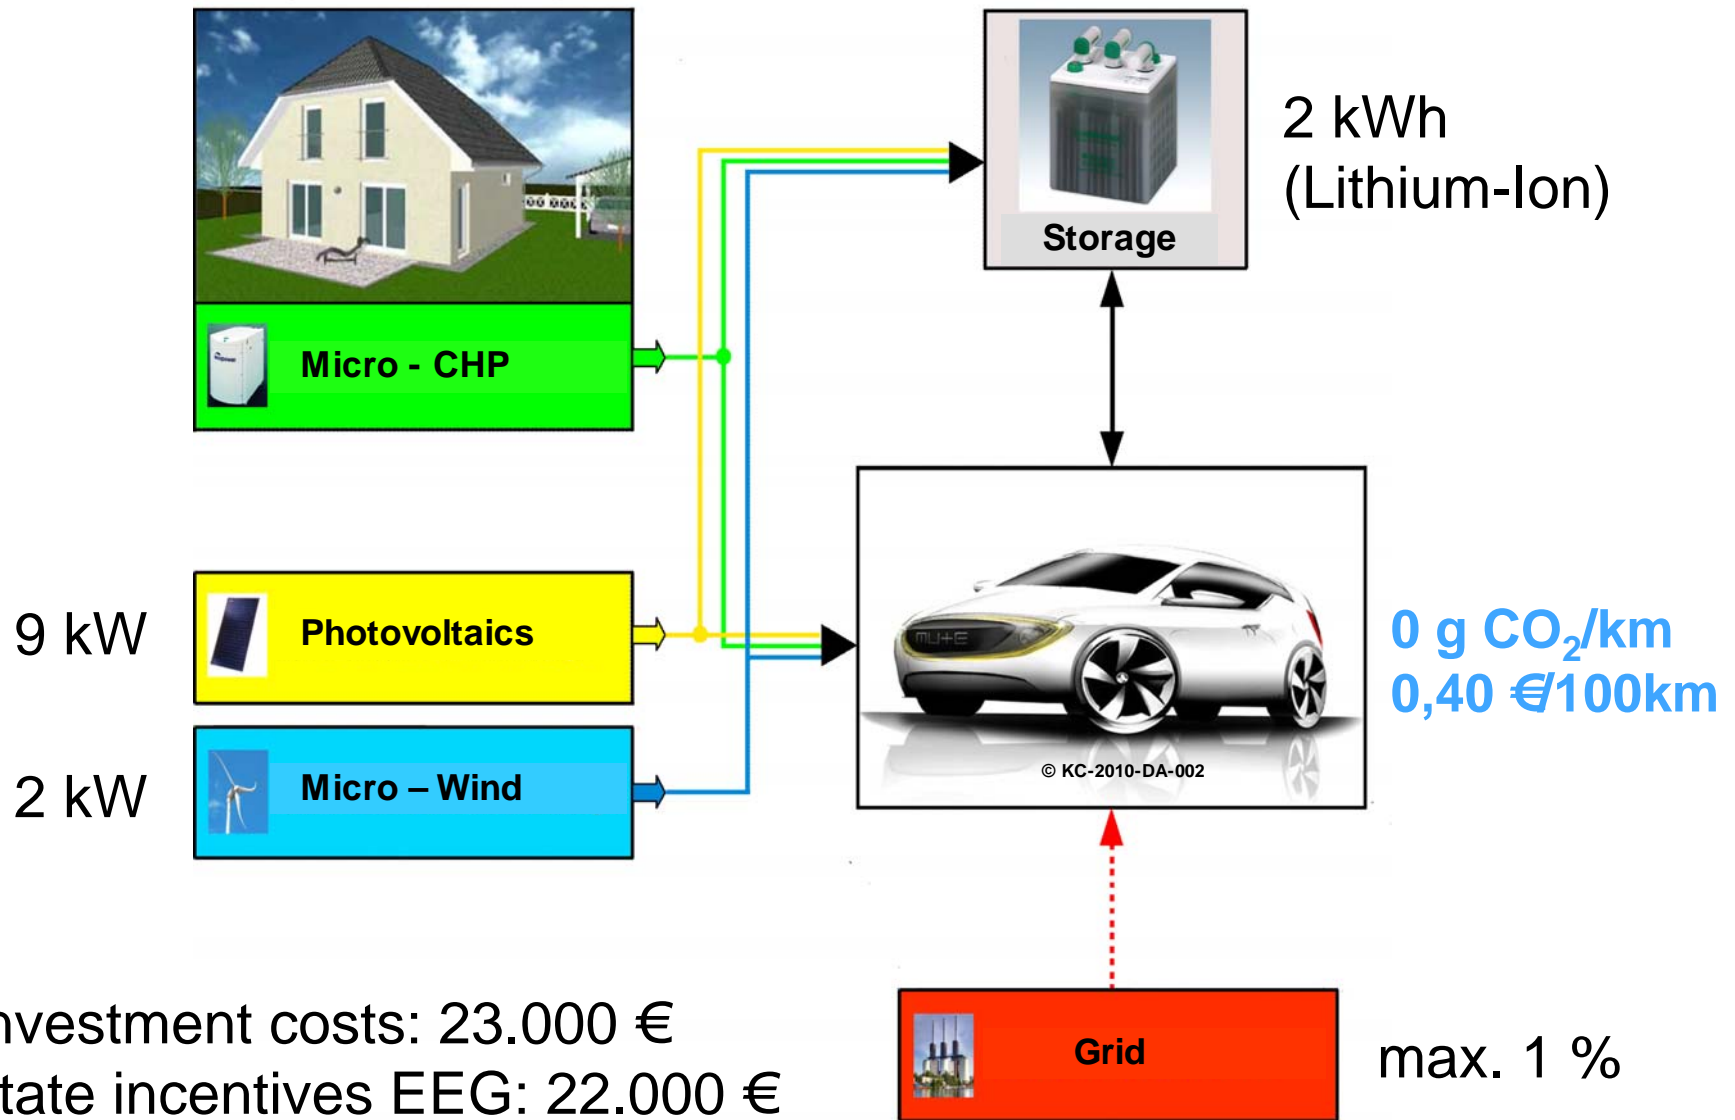 2 kWh
(Lithium-Ion)
Storage
Micro - CHP
9 kW
Photovoltaics
MU+E
0 g CO₂/km
0,40 €/100km
2 kW
Micro – Wind
© KC-2010-DA-002
nvestment costs: 23.000 €
tate incentives EEG: 22.000 €
Grid
max. 1 %